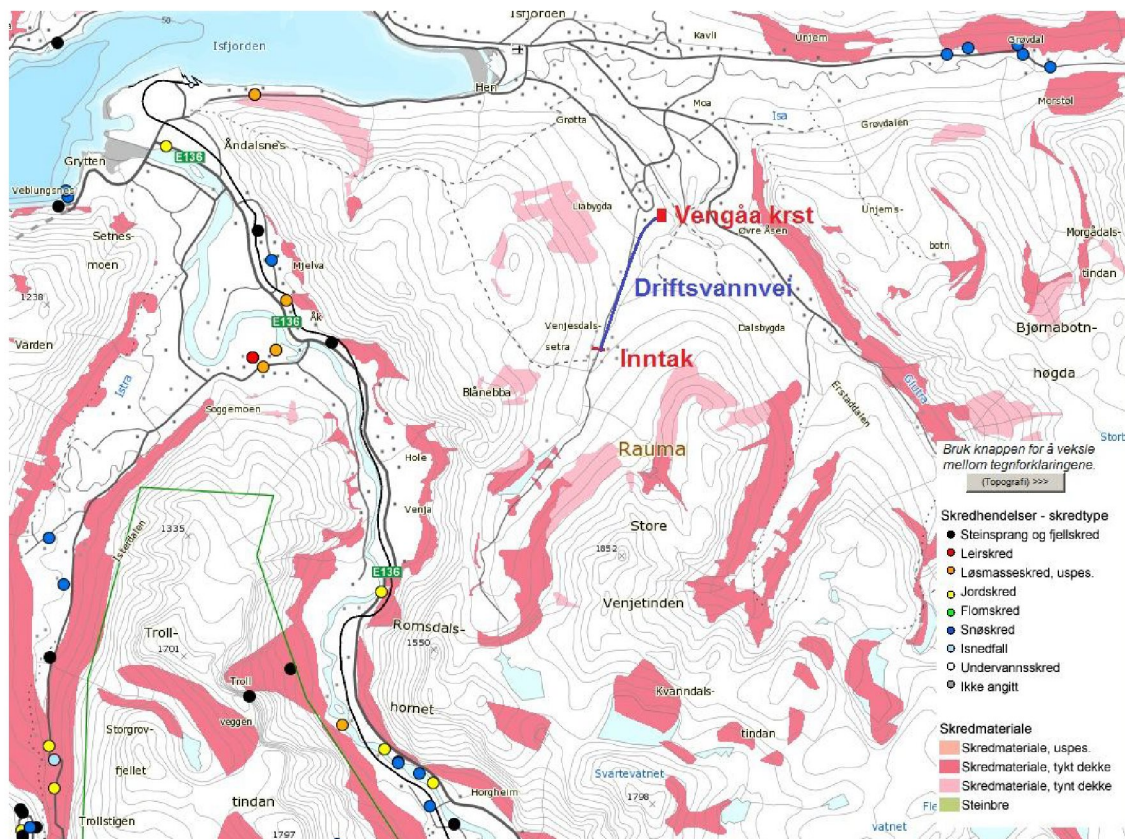 Isfjorden
Isfjorden
Kavli
Unjem
Grøvdal
Hen
Moa
Morstøl
Isa
Grøvdalen
Grøtta
Åndalsnes
E136
Grytten
Veblungsnes
Liabygda
Vengåa krst
Unjems-
botn
Øvre Åsen
Morgådals-
tindan
Setnes-
moen
Mjelva
Driftsvannvei
1238
Varden
E136
Åk
Venjesdals-
setra
Dalsbygda
Bjørnabotn-
høgda
Inntak
Istra
Blånebba
Glutra
Erstaddalen
Soggemoen
Rauma
Storb
Hole
Bruk knappen for å veksle
mellom tegnforklaringene.
(Topografi) >>>
Venja
Store
1335
Isterdalen
1852
Skredhendelser - skredtype
Steinsprang og fjellskred
Leirskred
Løsmasseskred, uspes.
Jordskred
Flomskred
Snøskred
Isnedfall
Undervannsskred
Ikke angitt
E136
Venjetinden
Troll-
1701
Romsdals-
1550
Troll
veggen
hornet
Kvanndals-
tindan
Storgrov-
fjellet
Skredmateriale
Skredmateriale, uspes.
Skredmateriale, tykt dekke
Skredmateriale, tynt dekke
Steinbre
Svartevatnet
Horgheim
1798
tindan
Trollstigen
1797
vatnet